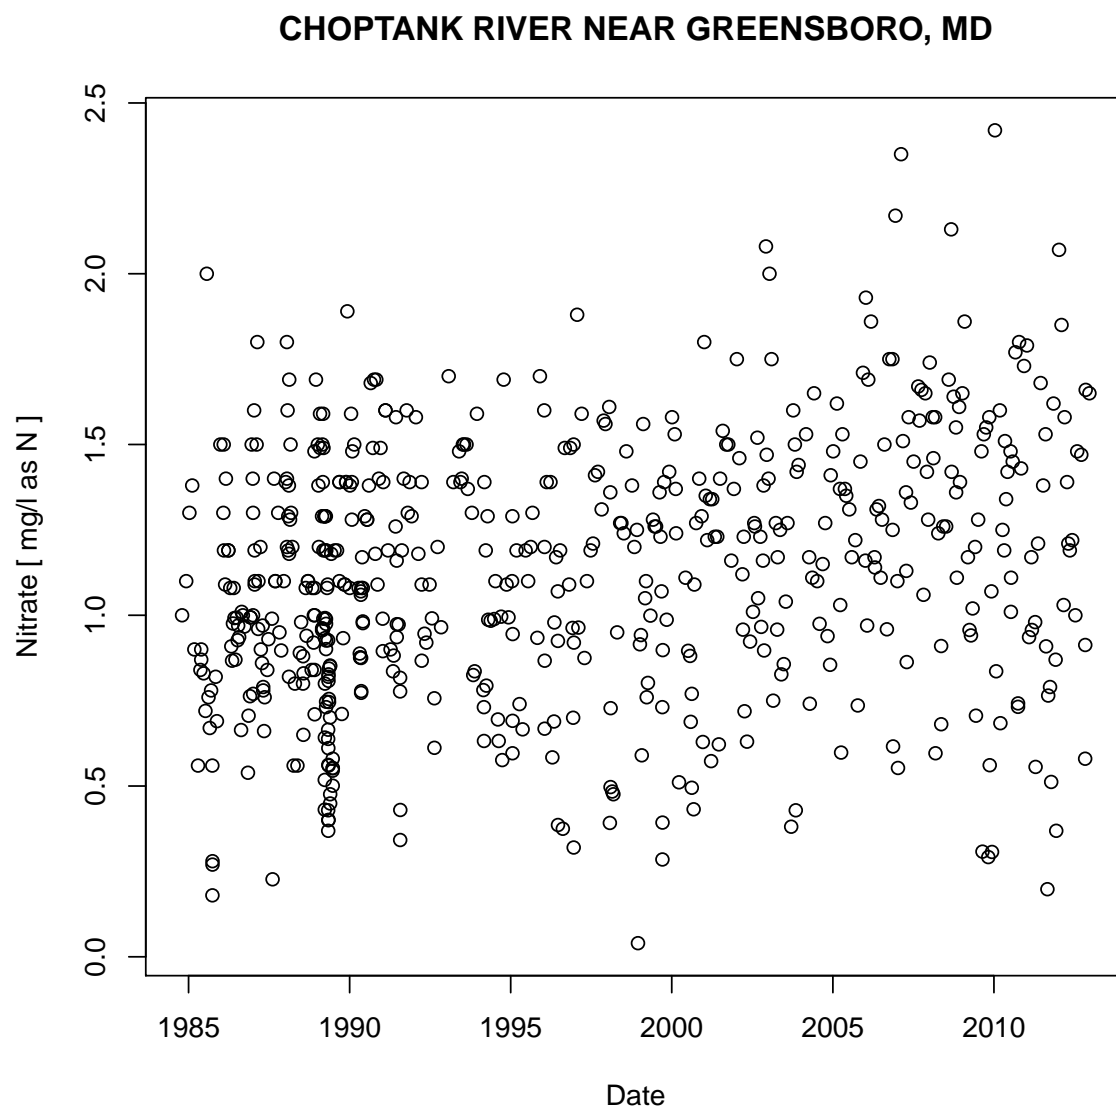 CHOPTANK RIVER NEAR GREENSBORO, MD
Nitrate [ mg/l as N ]
2.5
2.0
1.5
1.0
0.5
0.0
1985 1990 1995 2000 2005 2010
Date